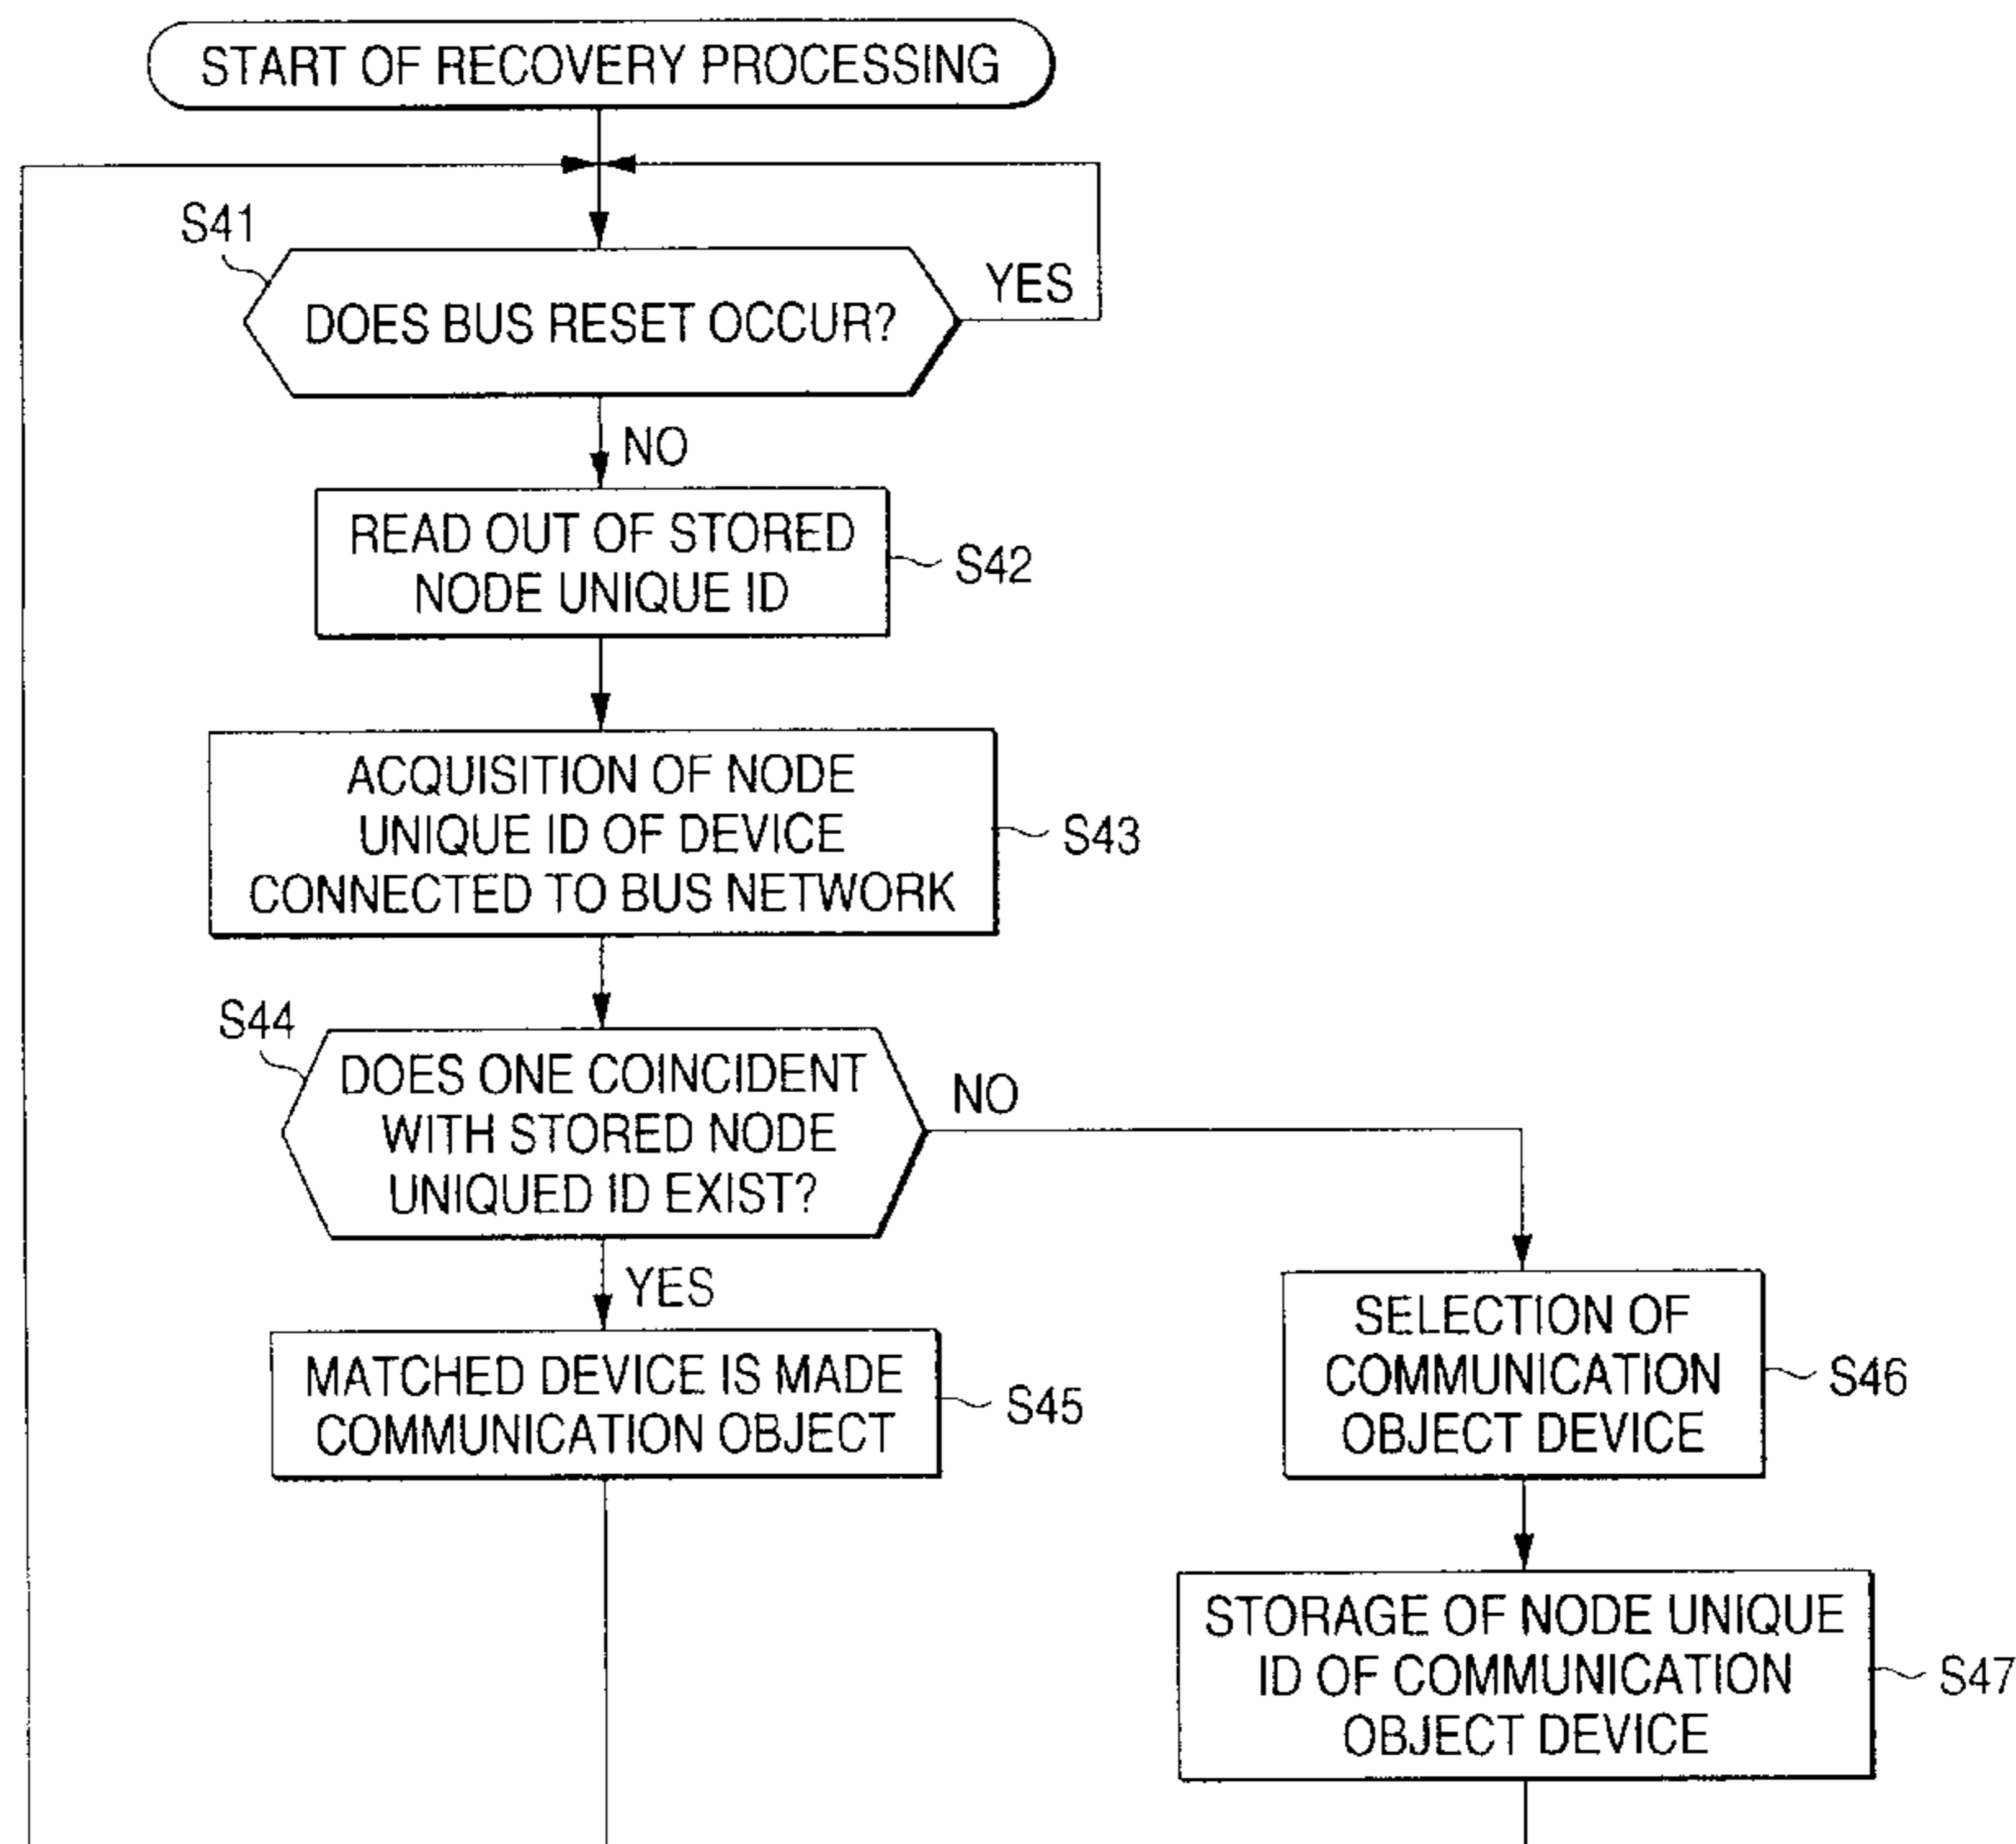 START OF RECOVERY PROCESSING
S41
DOES BUS RESET OCCUR?
YES
NO
READ OUT OF STORED
NODE UNIQUE ID
S42
ACQUISITION OF NODE
UNIQUE ID OF DEVICE
CONNECTED TO BUS NETWORK
S43
S44
DOES ONE COINCIDENT
WITH STORED NODE
UNIQUED ID EXIST?
NO
YES
MATCHED DEVICE IS MADE
COMMUNICATION OBJECT
S45
SELECTION OF
COMMUNICATION
OBJECT DEVICE
S46
STORAGE OF NODE UNIQUE
ID OF COMMUNICATION
OBJECT DEVICE
S47